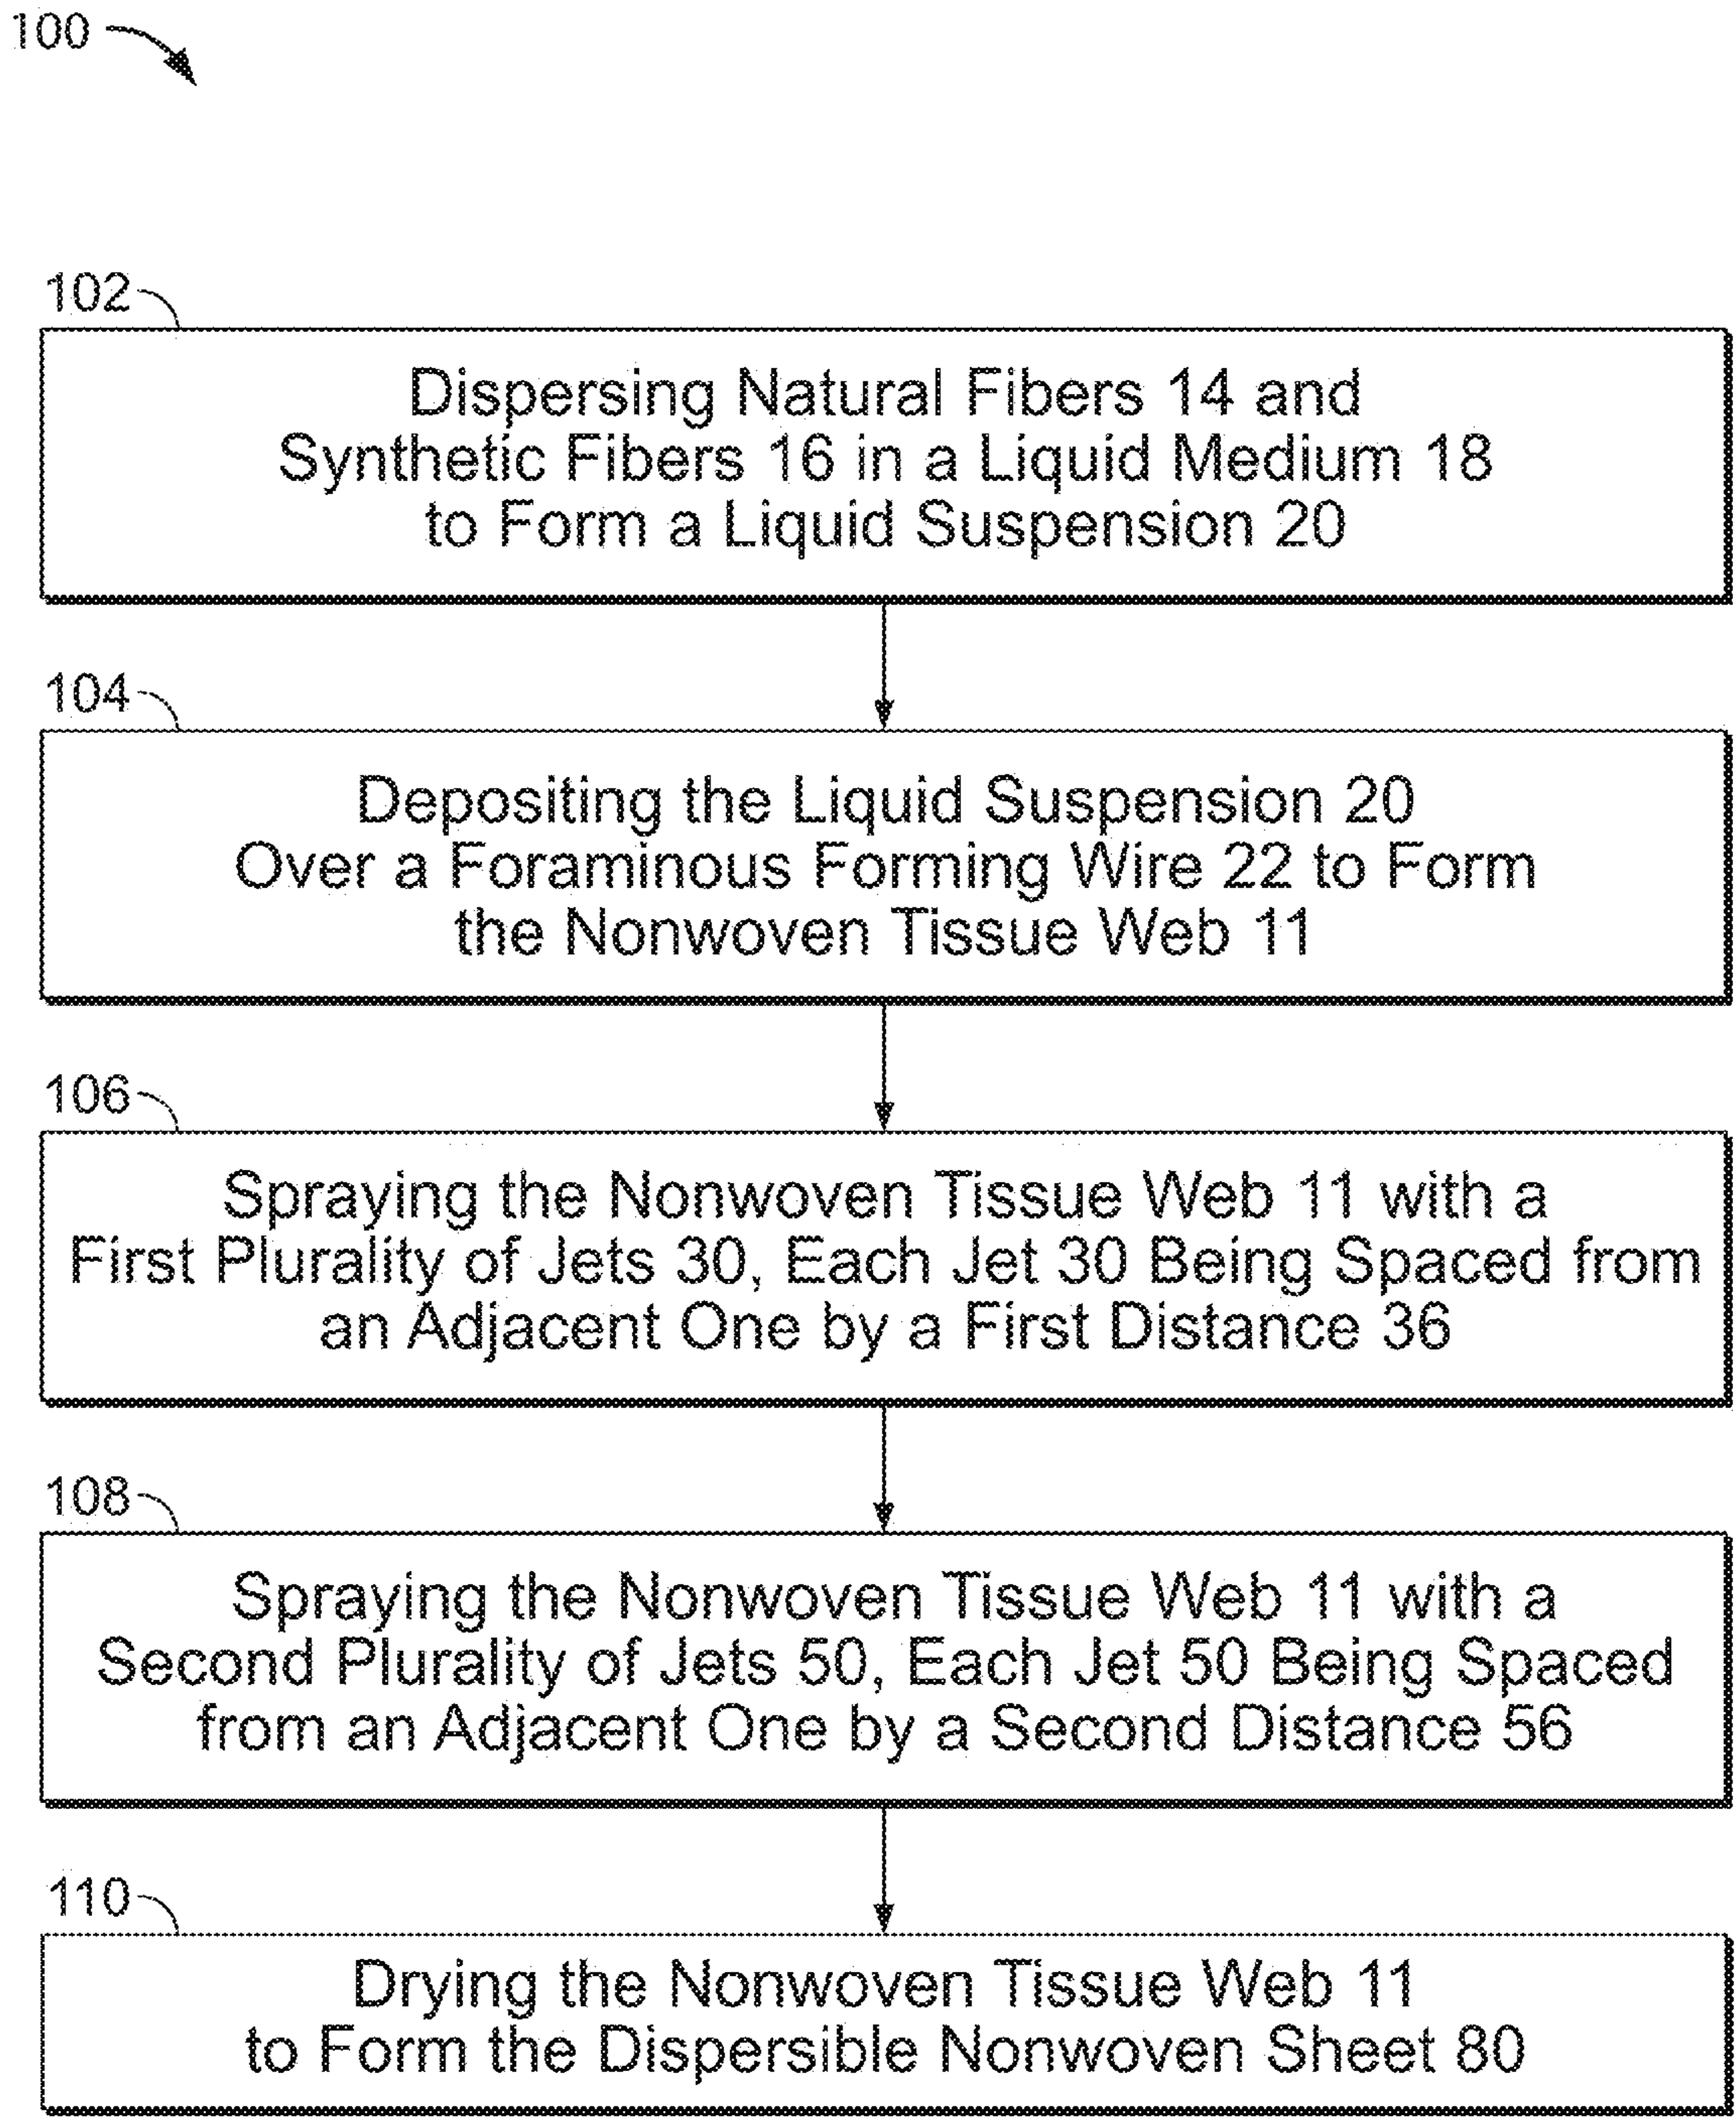 100
102
Dispersing Natural Fibers 14 and
Synthetic Fibers 16 in a Liquid Medium 18
to Form a Liquid Suspension 20
104
Depositing the Liquid Suspension 20
Over a Foraminous Forming Wire 22 to Form
the Nonwoven Tissue Web 11
106
Spraying the Nonwoven Tissue Web 11 with a
First Plurality of Jets 30, Each Jet 30 Being Spaced from
an Adjacent One by a First Distance 36
108
Spraying the Nonwoven Tissue Web 11 with a
Second Plurality of Jets 50, Each Jet 50 Being Spaced
from an Adjacent One by a Second Distance 56
110
Drying the Nonwoven Tissue Web 11
to Form the Dispersible Nonwoven Sheet 80